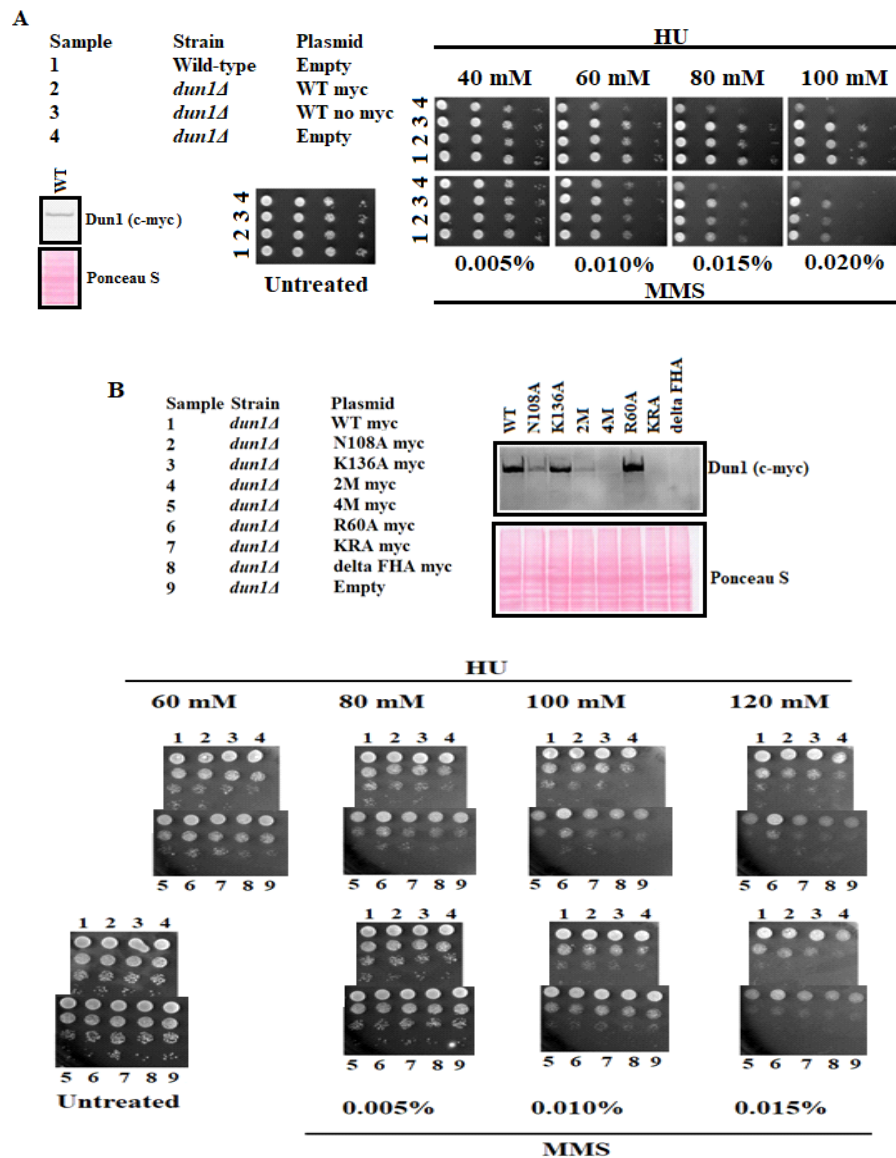 A
Sample Strain Plasmid
1 Wild-type Empty
2 dun1Δ WT myc
3 dun1Δ WT no myc
4 dun1Δ Empty
WT
Dun1 (c-myc)
Ponceau S
1 2 3 4
Untreated
HU
40 mM 60 mM 80 mM 100 mM
1 2 3 4
1 2 3 4
0.005% 0.010% 0.015% 0.020%
MMS
B
Sample Strain Plasmid
1 dun1Δ WT myc
2 dun1Δ N108A myc
3 dun1Δ K136A myc
4 dun1Δ 2M myc
5 dun1Δ 4M myc
6 dun1Δ R60A myc
7 dun1Δ KRA myc
8 dun1Δ delta FHA myc
9 dun1Δ Empty
WT N108A K136A 2M 4M R60A KRA delta FHA
Dun1 (c-myc)
Ponceau S
HU
60 mM 80 mM 100 mM 120 mM
1 2 3 4 1 2 3 4 1 2 3 4 1 2 3 4
5 6 7 8 9 5 6 7 8 9 5 6 7 8 9 5 6 7 8 9
1 2 3 4 1 2 3 4 1 2 3 4 1 2 3 4
5 6 7 8 9 5 6 7 8 9 5 6 7 8 9 5 6 7 8 9
Untreated 0.005% 0.010% 0.015%
MMS